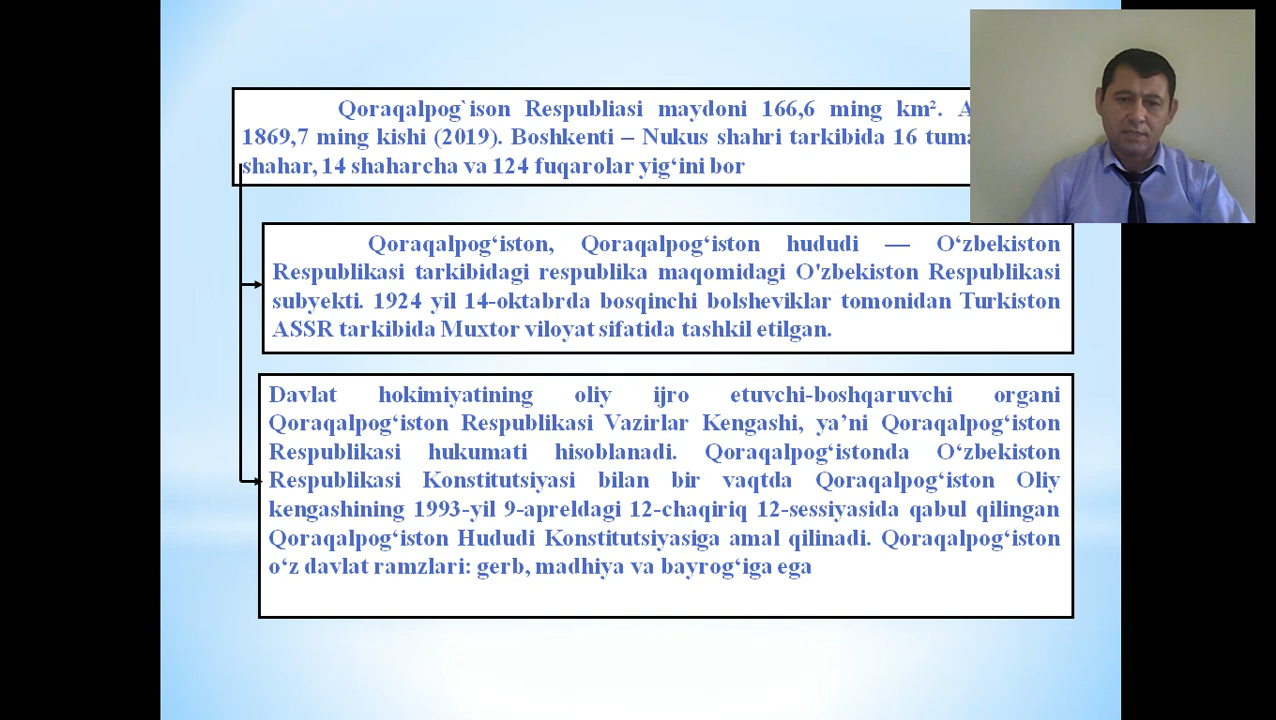 Qoraqalpog`ison Respubliasi maydoni 166,6 ming km².
1869,7 ming kishi (2019). Boshkenti – Nukus shahri tarkibida 16
shahar, 14 shaharcha va 124 fuqarolar yig‘ini bor
Qoraqalpog‘iston, Qoraqalpog‘iston hududi — O‘zbekiston
Respublikasi tarkibidagi respublika maqomidagi O'zbekiston Respublikasi
subyekti. 1924 yil 14-oktabrda bosqinchi bolsheviklar tomonidan Turkiston
ASSR tarkibida Muxtor viloyat sifatida tashkil etilgan.
Davlat hokimiyatining oliy ijro etuvchi-boshqaruvchi organi
Qoraqalpog‘iston Respublikasi Vazirlar Kengashi, ya’ni Qoraqalpog‘iston
Respublikasi hukumati hisoblanadi. Qoraqalpog‘istonda O‘zbekiston
Respublikasi Konstitutsiyasi bilan bir vaqtda Qoraqalpog‘iston Oliy
kengashining 1993-yil 9-apreldagi 12-chaqiriq 12-sessiyasida qabul qilingan
Qoraqalpog‘iston Hududi Konstitutsiyasiga amal qilinadi. Qoraqalpog‘iston
o‘z davlat ramzlari: gerb, madhiya va bayrog‘iga ega